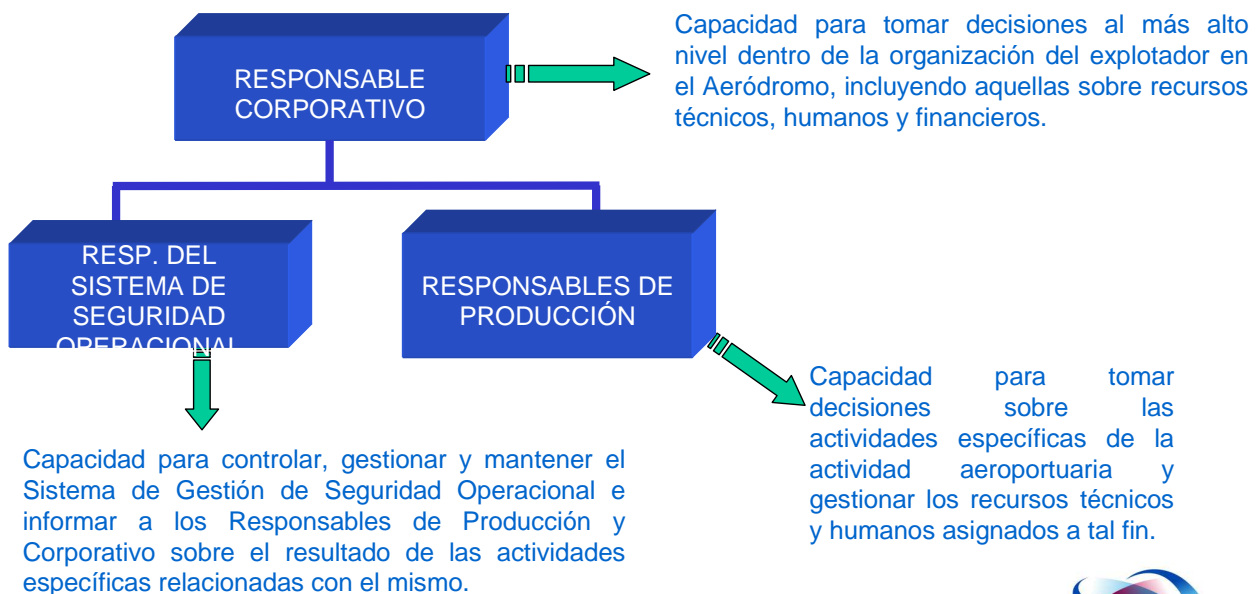 RESPONSABLE
CORPORATIVO
Capacidad para tomar decisiones al más alto
nivel dentro de la organización del explotador en
el Aeródromo, incluyendo aquellas sobre recursos
técnicos, humanos y financieros.
RESP. DEL
SISTEMA DE
SEGURIDAD
OPERACIONAL
RESPONSABLES DE
PRODUCCIÓN
Capacidad para controlar, gestionar y mantener el
Sistema de Gestión de Seguridad Operacional e
informar a los Responsables de Producción y
Corporativo sobre el resultado de las actividades
específicas relacionadas con el mismo.
Capacidad para tomar
decisiones sobre las
actividades específicas de la
actividad aeroportuaria y
gestionar los recursos técnicos
y humanos asignados a tal fin.